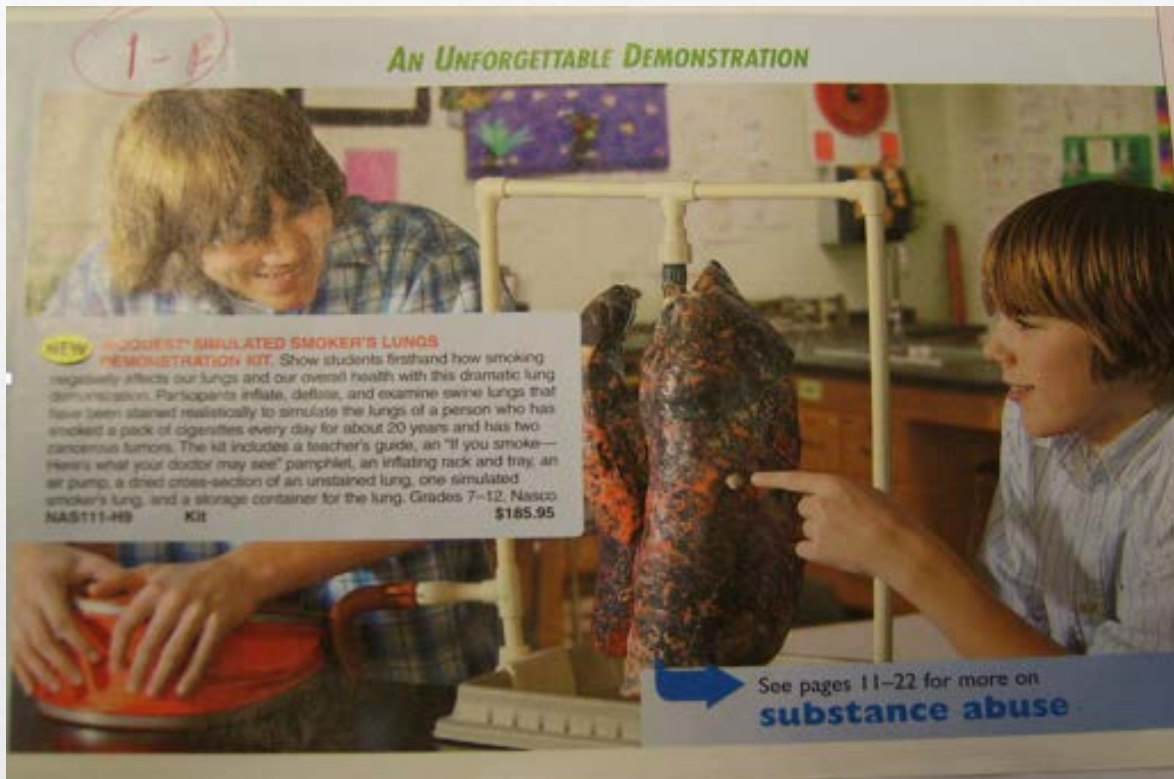 1-E
AN UNFORGETTABLE DEMONSTRATION
NEW
SIMULATED SMOKER'S LUNGS
DEMONSTRATION KIT. Show students firsthand how smoking
negatively affects our lungs and our overall health with this dramatic lung
demonstration. Participants inflate, deflate, and examine swine lungs that
have been stained realistically to simulate the lungs of a person who has
smoked a pack of cigarettes every day for about 20 years and has two
cancerous tumors. The kit includes a teacher's guide, an "If you smoke—
Here's what your doctor may see" pamphlet, an inflating rack and tray, an
air pump, a dried cross-section of an unstained lung, one simulated
smoker's lung, and a storage container for the lung. Grades 7–12. Nasco
NAS111-H9 Kit $185.95
See pages 11–22 for more on
substance abuse